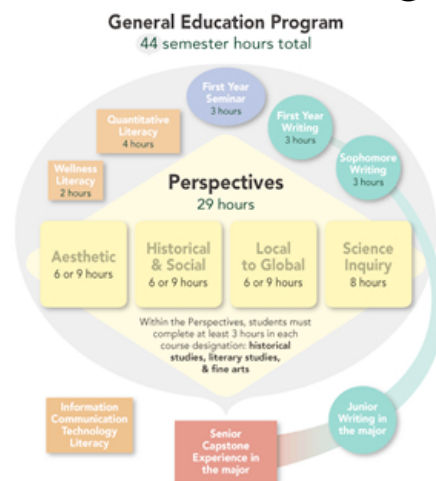 General Education Program
44 semester hours total
First Year
Seminar
3 hours
Quantitative
Literacy
4 hours
First Year
Writing
3 hours
Wellness
Literacy
2 hours
Sophomore
Writing
3 hours
Perspectives
29 hours
Aesthetic
6 or 9 hours
Historical
& Social
6 or 9 hours
Local
to Global
6 or 9 hours
Science
Inquiry
8 hours
Within the Perspectives, students must
complete at least 3 hours in each
course designation: historical
studies, literary studies,
& fine arts
Information
Communication
Technology
Literacy
Senior
Capstone
Experience in
the major
Junior
Writing in
the major